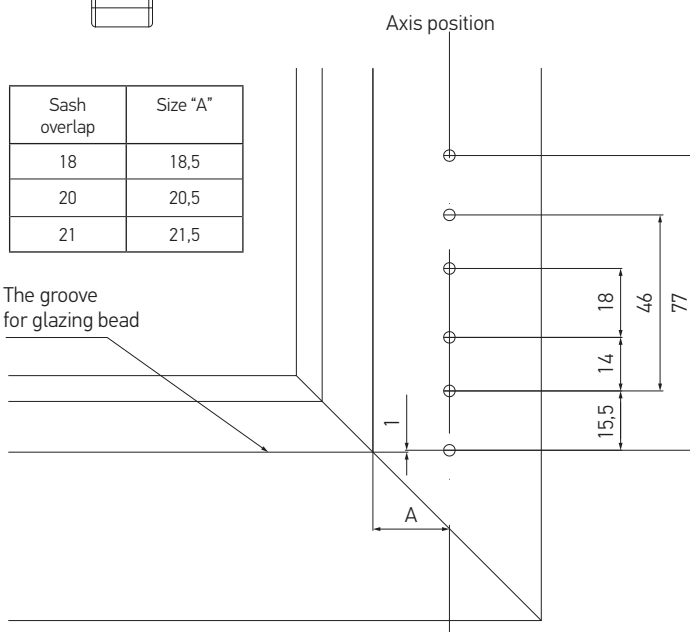 Axis position
Sash
overlap
Size “A”
18
18,5
20
20,5
21
21,5
The groove
for glazing bead
18
46
77
14
15,5
1
A